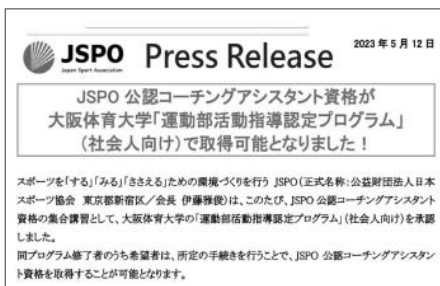 JSPO
Japan Sport Association
Press Release
2023 年 5 月 12 日
JSPO 公認コーチングアシスタント資格が
大阪体育大学「運動部活動指導認定プログラム」
（社会人向け）で取得可能となりました！
スポーツを「する」「みる」「ささえる」ための環境づくりを行う JSPO（正式名称：公益財団法人日本
スポーツ協会 東京都新宿区／会長 伊藤雅俊）は、このたび、JSPO 公認コーチングアシスタント
資格の集合講習として、大阪体育大学の「運動部活動指導認定プログラム」（社会人向け）を承認
しました。
同プログラム修了者のうち希望者は、所定の手続きを行うことで、JSPO 公認コーチングアシスタン
ト資格を取得することが可能となります。